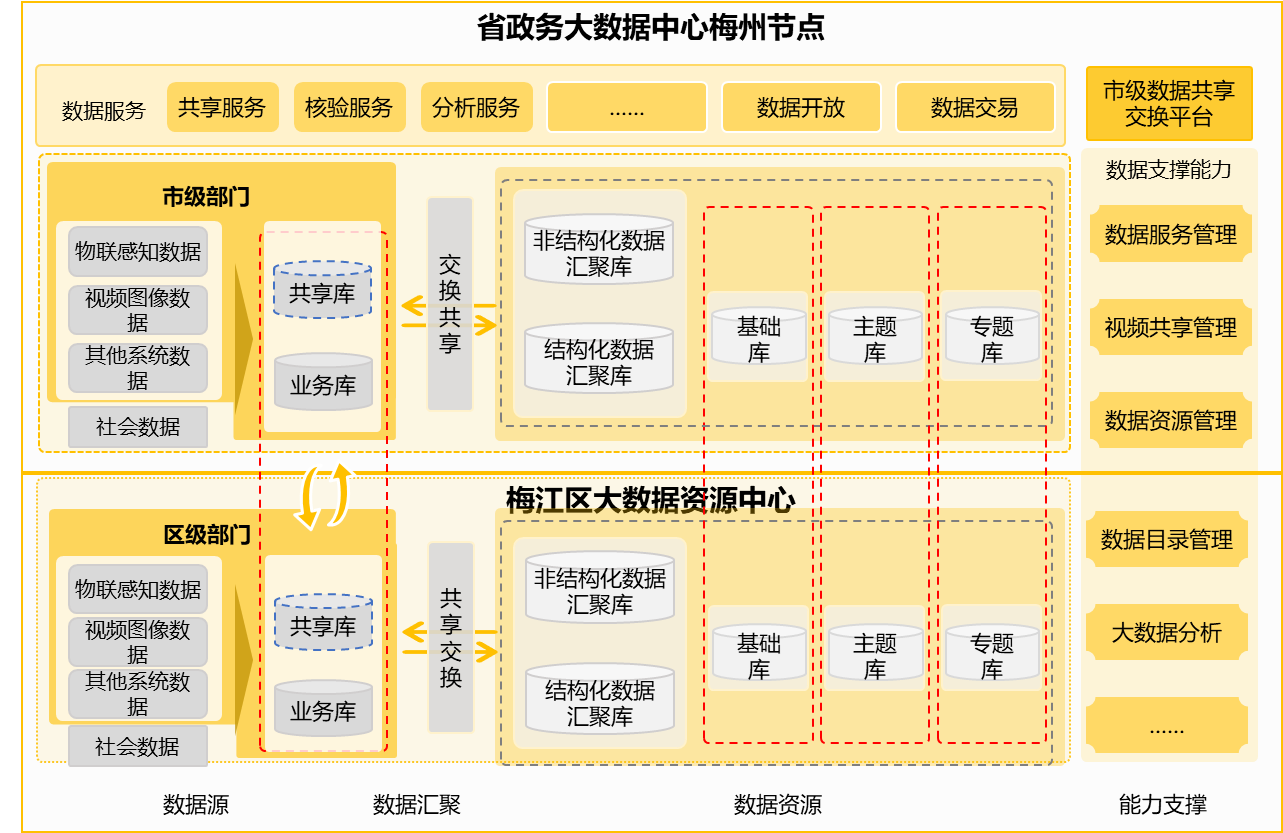 省政务大数据中心梅州节点
数据服务
共享服务
核验服务
分析服务
......
数据开放
数据交易
市级数据共享
交换平台
市级部门
物联感知数据
视频图像数
据
其他系统数
据
社会数据
共享库
业务库
交
换
共
享
非结构化数据
汇聚库
结构化数据
汇聚库
基础
库
主题
库
专题
库
数据支撑能力
数据服务管理
视频共享管理
数据资源管理
梅江区大数据资源中心
区级部门
物联感知数据
视频图像数
据
其他系统数
据
社会数据
共享库
业务库
共
享
交
换
非结构化数据
汇聚库
结构化数据
汇聚库
基础
库
主题
库
专题
库
数据目录管理
大数据分析
......
数据源
数据汇聚
数据资源
能力支撑